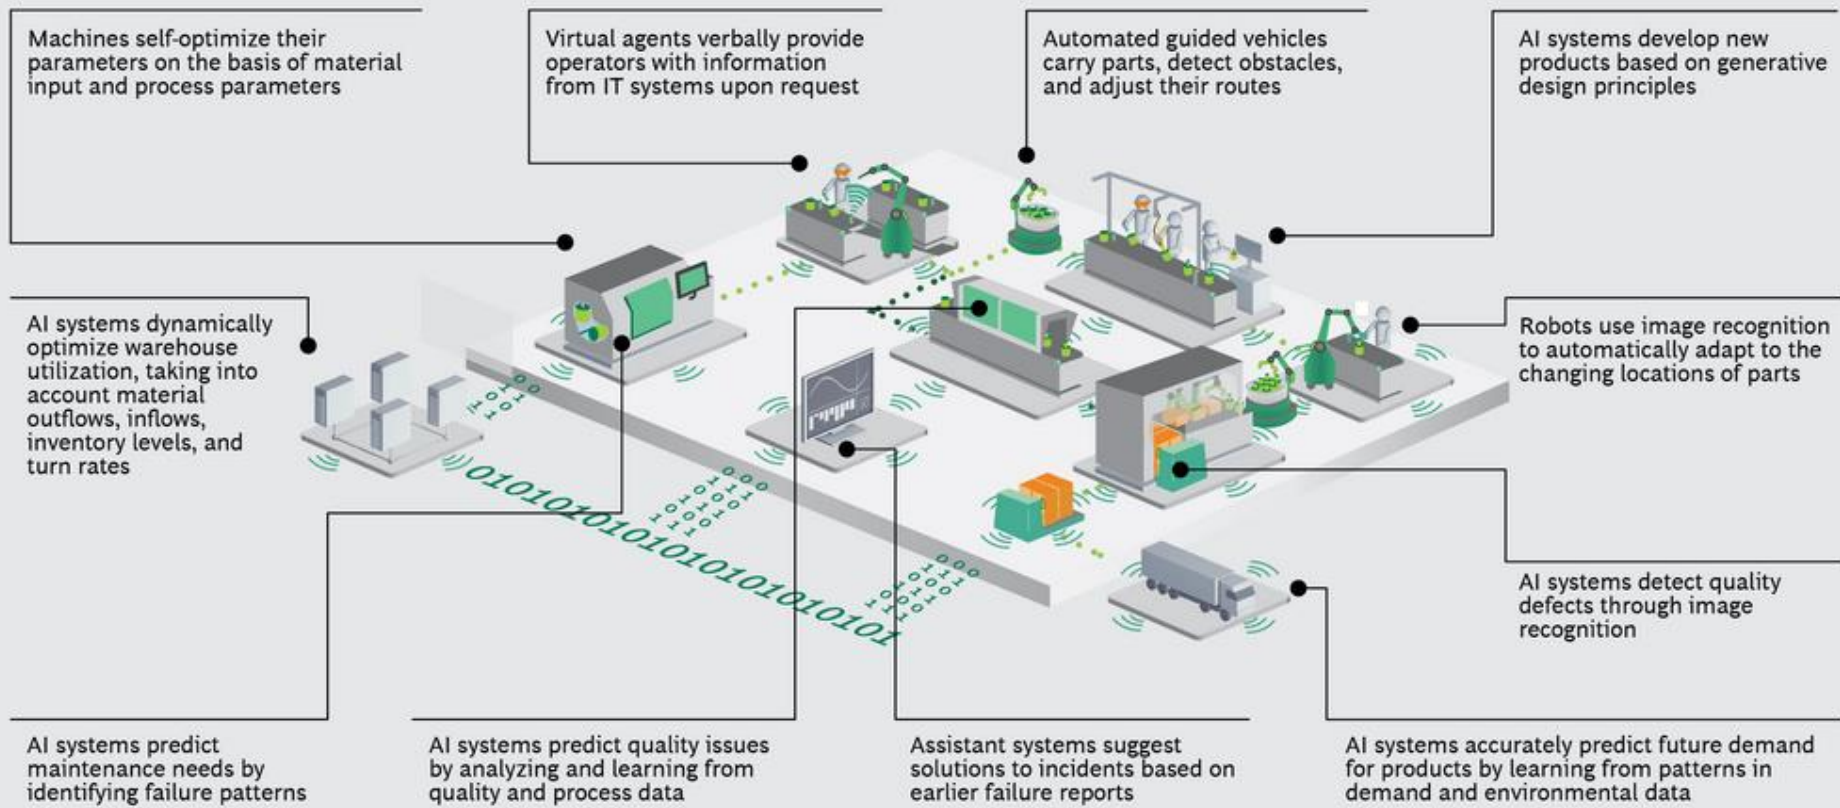 Machines self-optimize their
parameters on the basis of material
input and process parameters
Virtual agents verbally provide
operators with information
from IT systems upon request
Automated guided vehicles
carry parts, detect obstacles,
and adjust their routes
AI systems develop new
products based on generative
design principles
AI systems dynamically
optimize warehouse
utilization, taking into
account material
outflows, inflows,
inventory levels, and
turn rates
Robots use image recognition
to automatically adapt to the
changing locations of parts
AI systems detect quality
defects through image
recognition
AI systems predict
maintenance needs by
identifying failure patterns
AI systems predict quality issues
by analyzing and learning from
quality and process data
Assistant systems suggest
solutions to incidents based on
earlier failure reports
AI systems accurately predict future demand
for products by learning from patterns in
demand and environmental data